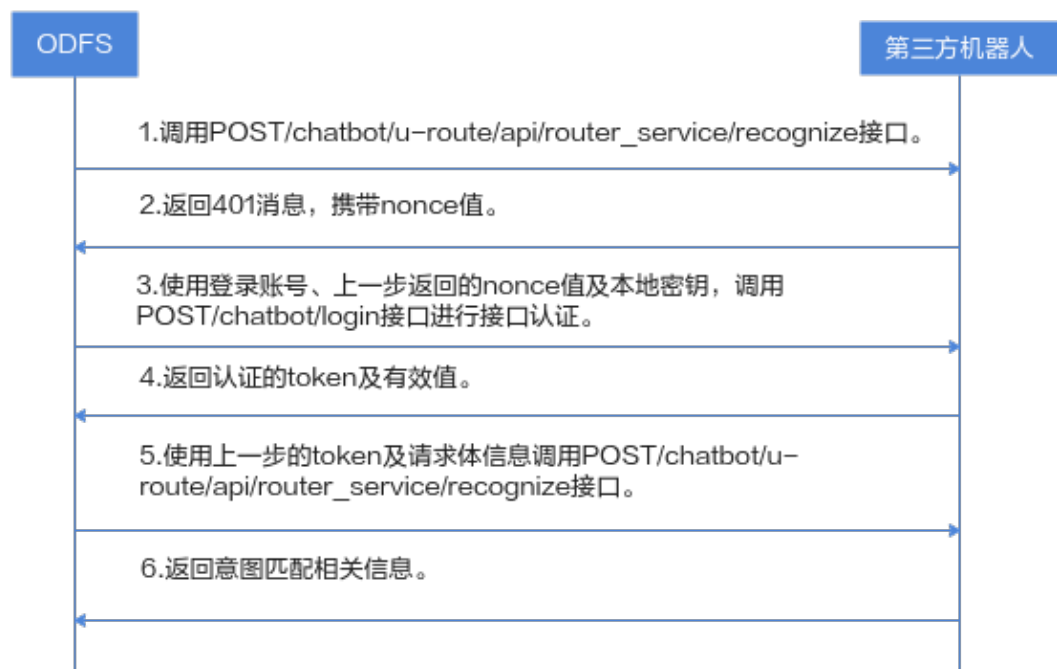 ODFS
第三方机器人
1.调用POST/chatbot/u-route/api/router_service/recognize接口。
2.返回401消息，携带nonce值。
3.使用登录账号、上一步返回的nonce值及本地密钥，调用
POST/chatbot/login接口进行接口认证。
4.返回认证的token及有效值。
5.使用上一步的token及请求体信息调用POST/chatbot/u-
route/api/router_service/recognize接口。
6.返回意图匹配相关信息。